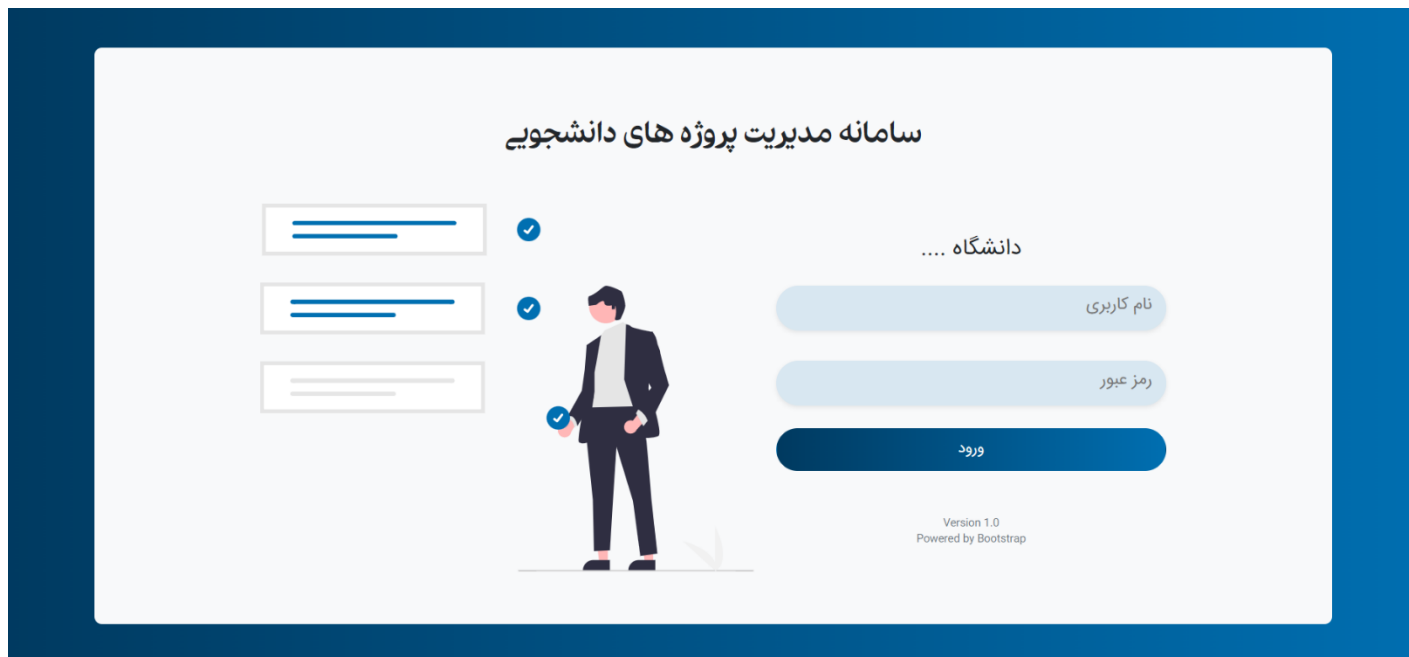 سامانه مدیریت پروژه های دانشجویی
دانشگاه ....
نام کاربری
رمز عبور
ورود
Version 1.0
Powered by Bootstrap